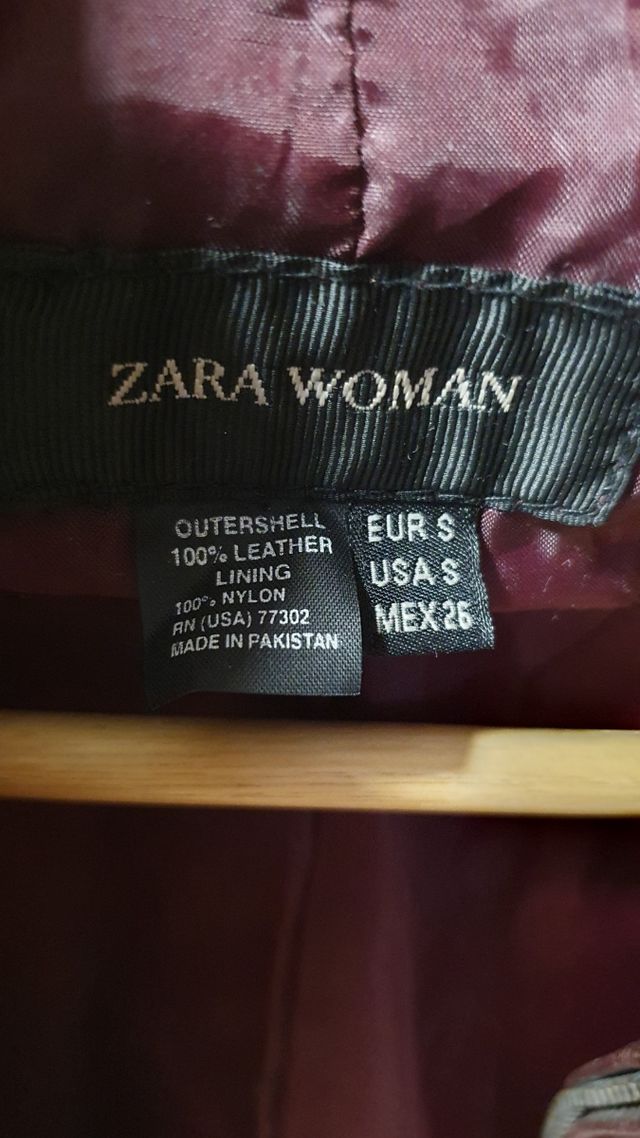 ZARA WOMAN
OUTERSHELL
100% LEATHER
LINING
100% NYLON
RN (USA) 77302
MADE IN PAKISTAN
EUR S
USA S
MEX 26